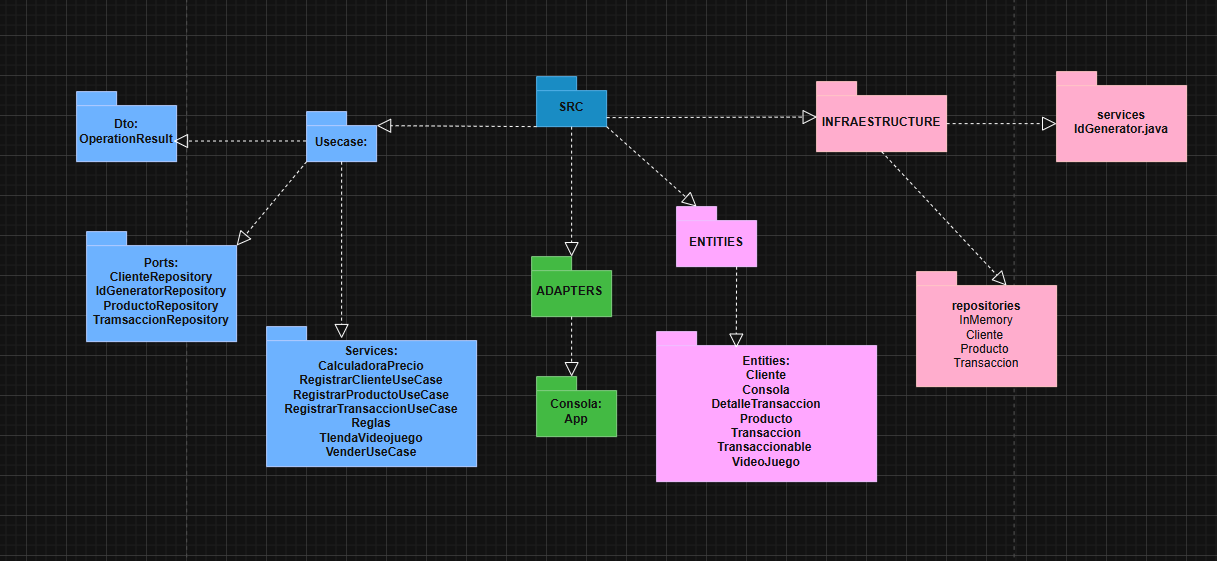 SRC
Dto:
OperationResult
Usecase:
INFRAESTRUCTURE
services
IdGenerator.java
Ports:
ClienteRepository
IdGeneratorRepository
ProductoRepository
TramsaccionRepository
ADAPTERS
ENTITIES
repositories
InMemory
Cliente
Producto
Transaccion
Services:
CalculadoraPrecio
RegistrarClienteUseCase
RegistrarProductoUseCase
RegistrarTransaccionUseCase
Reglas
TIendaVideojuego
VenderUseCase
Consola:
App
Entities:
Cliente
Consola
DetalleTransaccion
Producto
Transaccion
Transaccionable
VideoJuego